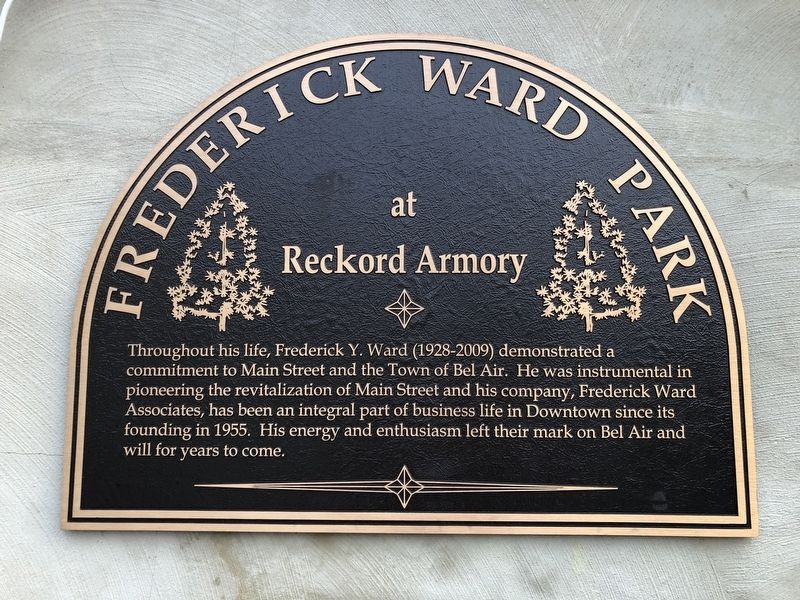 FREDERICK WARD PARK
at
Reckord Armory
Throughout his life, Frederick Y. Ward (1928-2009) demonstrated a
commitment to Main Street and the Town of Bel Air. He was instrumental in
pioneering the revitalization of Main Street and his company, Frederick Ward
Associates, has been an integral part of business life in Downtown since its
founding in 1955. His energy and enthusiasm left their mark on Bel Air and
will for years to come.